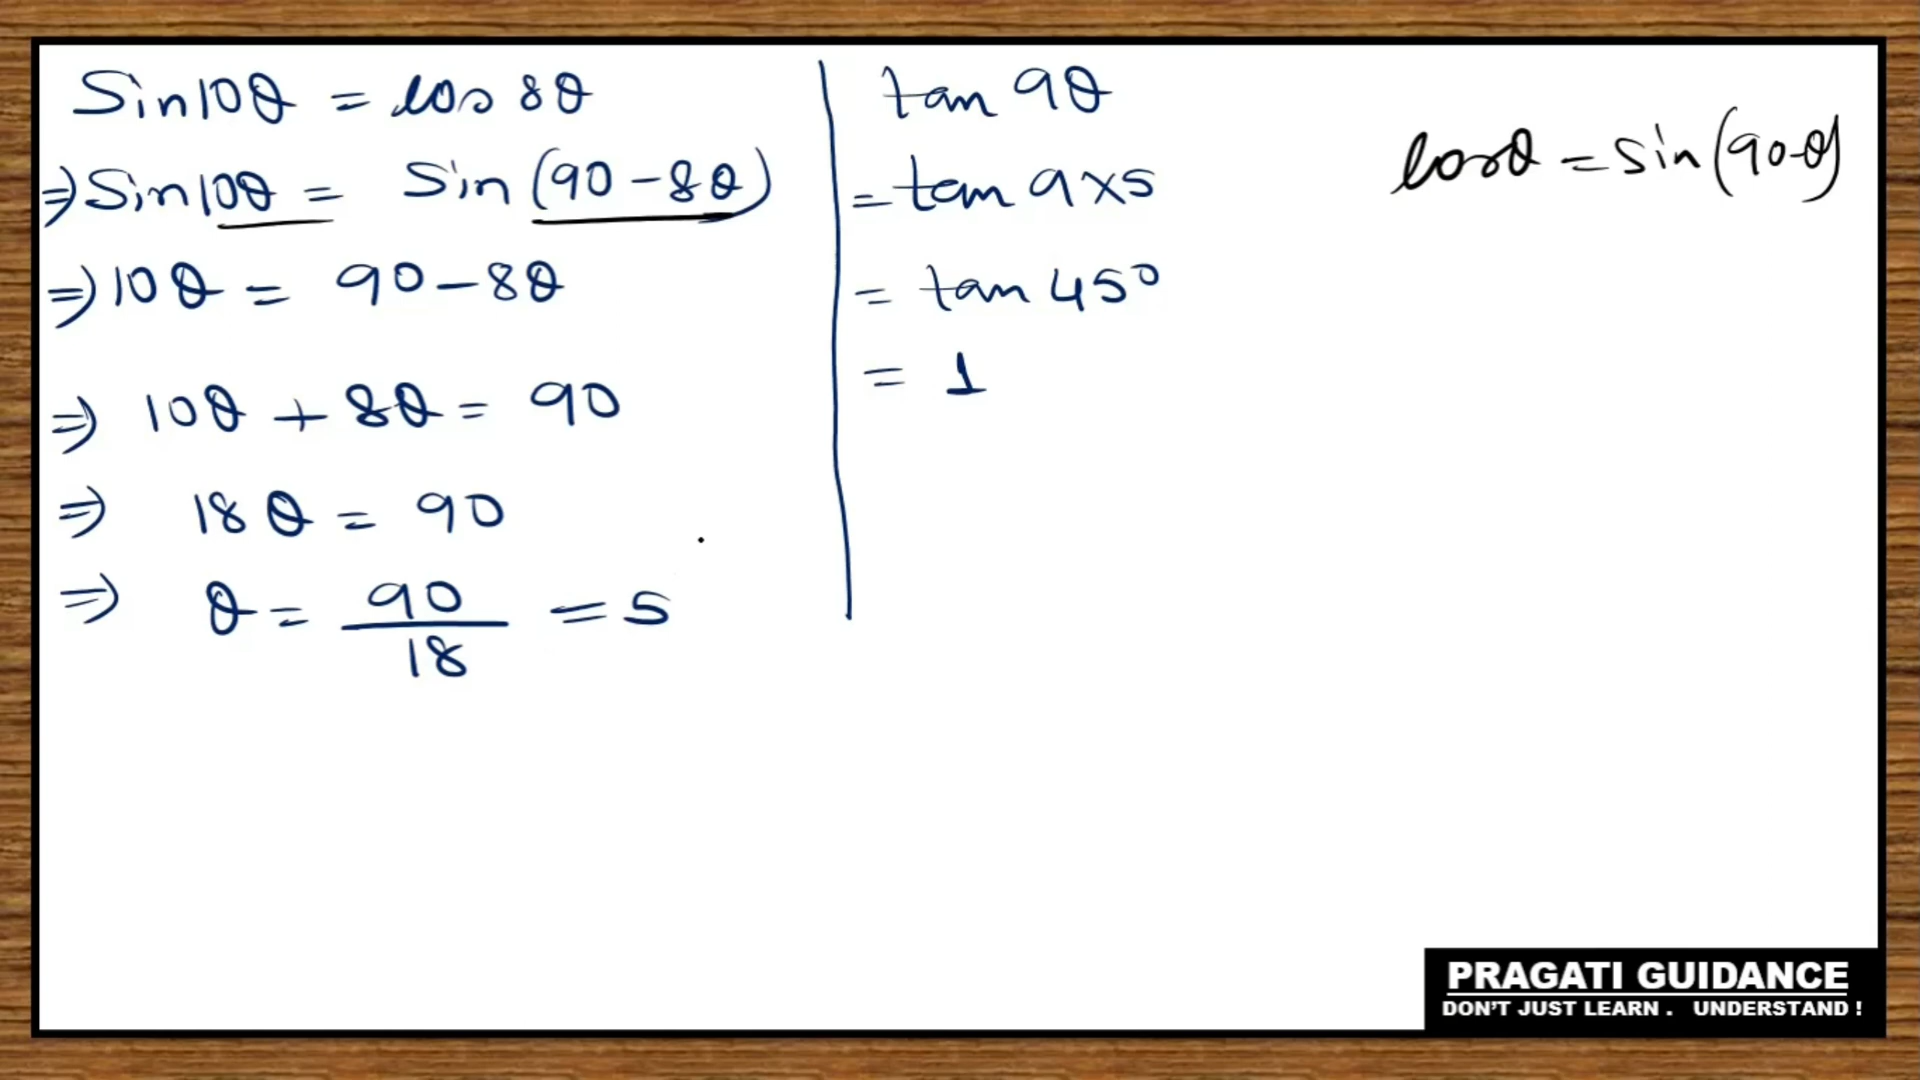 Sin10θ = cos 8θ
⇒ Sin10θ = Sin (90 - 8θ)
⇒ 10θ = 90 - 8θ
⇒ 10θ + 8θ = 90
⇒ 18θ = 90
⇒ θ = 90/18 = 5
tan 9θ
= tan 9×5
= tan 45°
= 1
cosθ = sin(90-θ)
PRAGATI GUIDANCE
DON'T JUST LEARN . UNDERSTAND !